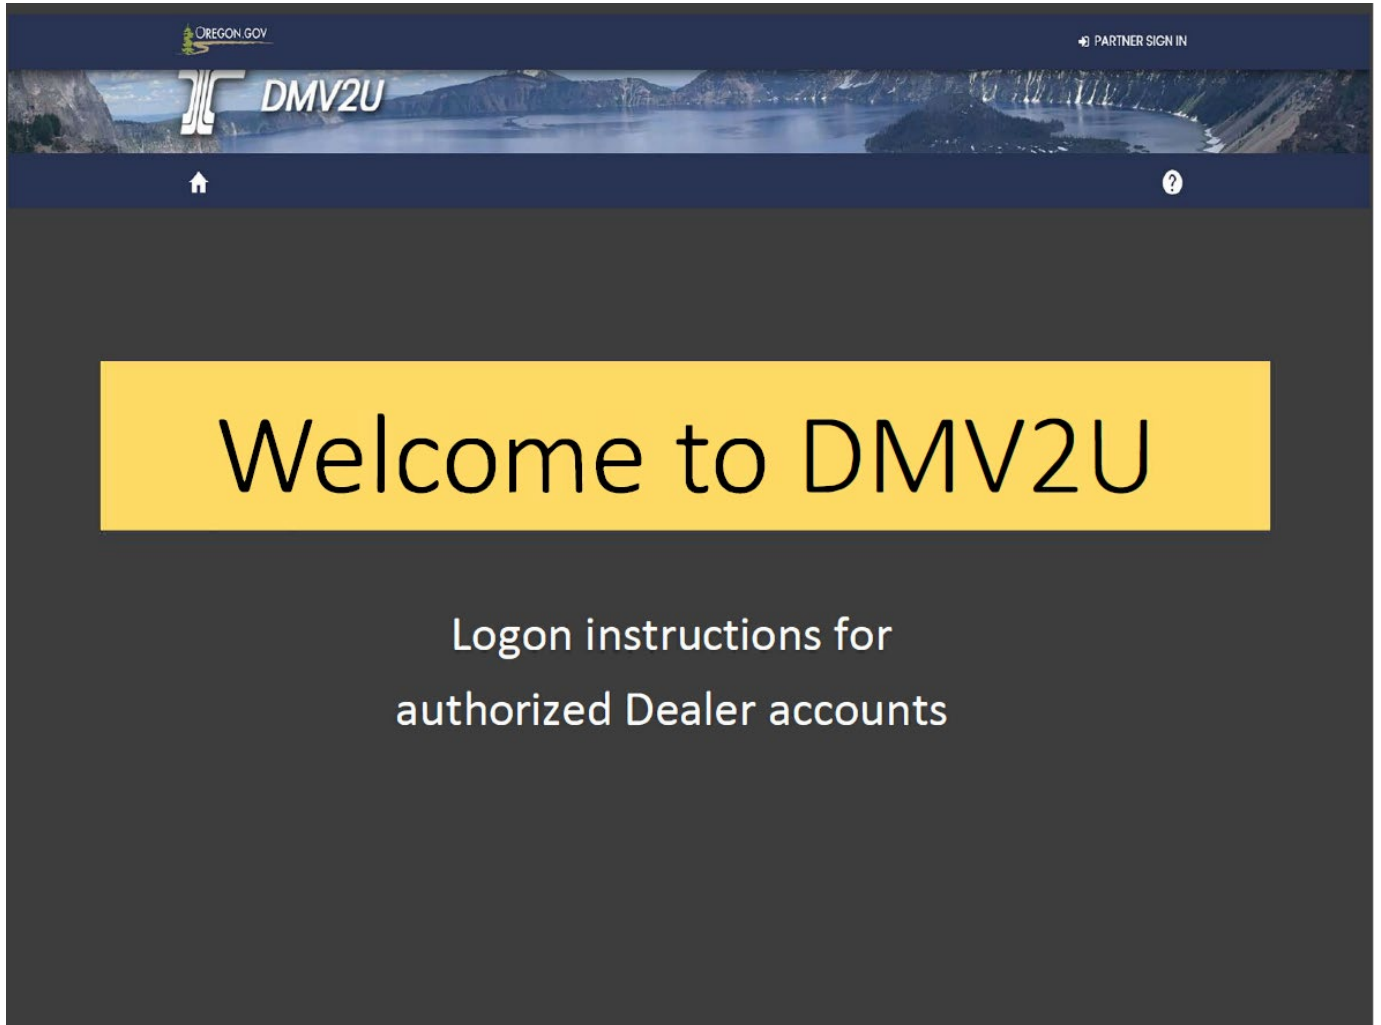 OREGON.GOV
PARTNER SIGN IN
DMV2U
Welcome to DMV2U
Logon instructions for
authorized Dealer accounts